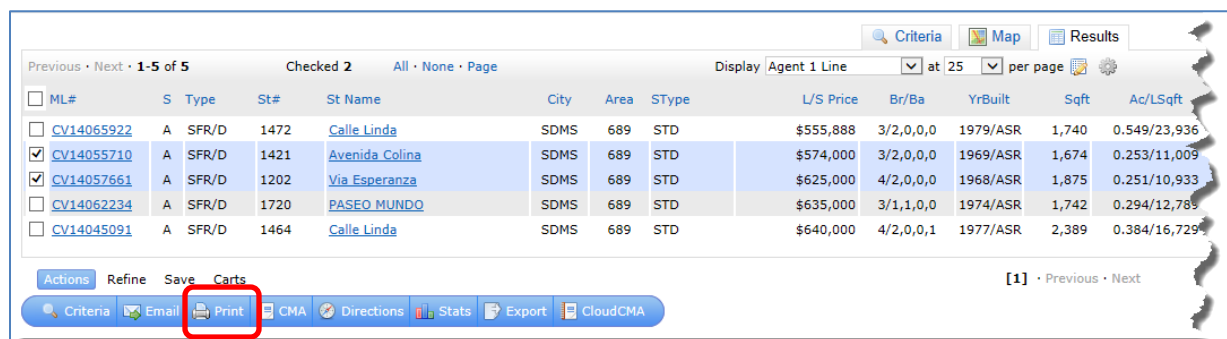 Criteria Map Results
Previous · Next · 1-5 of 5 Checked 2 All · None · Page Display Agent 1 Line at 25 per page
ML# S Type St# St Name City Area SType L/S Price Br/Ba YrBuilt Sqft Ac/LSqft
CV14065922 A SFR/D 1472 Calle Linda SDMS 689 STD $555,888 3/2,0,0,0 1979/ASR 1,740 0.549/23,936
CV14055710 A SFR/D 1421 Avenida Colina SDMS 689 STD $574,000 3/2,0,0,0 1969/ASR 1,674 0.253/11,009
CV14057661 A SFR/D 1202 Via Esperanza SDMS 689 STD $625,000 4/2,0,0,0 1968/ASR 1,875 0.251/10,933
CV14062234 A SFR/D 1720 PASEO MUNDO SDMS 689 STD $635,000 3/1,1,0,0 1974/ASR 1,742 0.294/12,789
CV14045091 A SFR/D 1464 Calle Linda SDMS 689 STD $640,000 4/2,0,0,1 1977/ASR 2,389 0.384/16,729
Actions Refine Save Carts [1] · Previous · Next
Criteria Email Print CMA Directions Stats Export CloudCMA